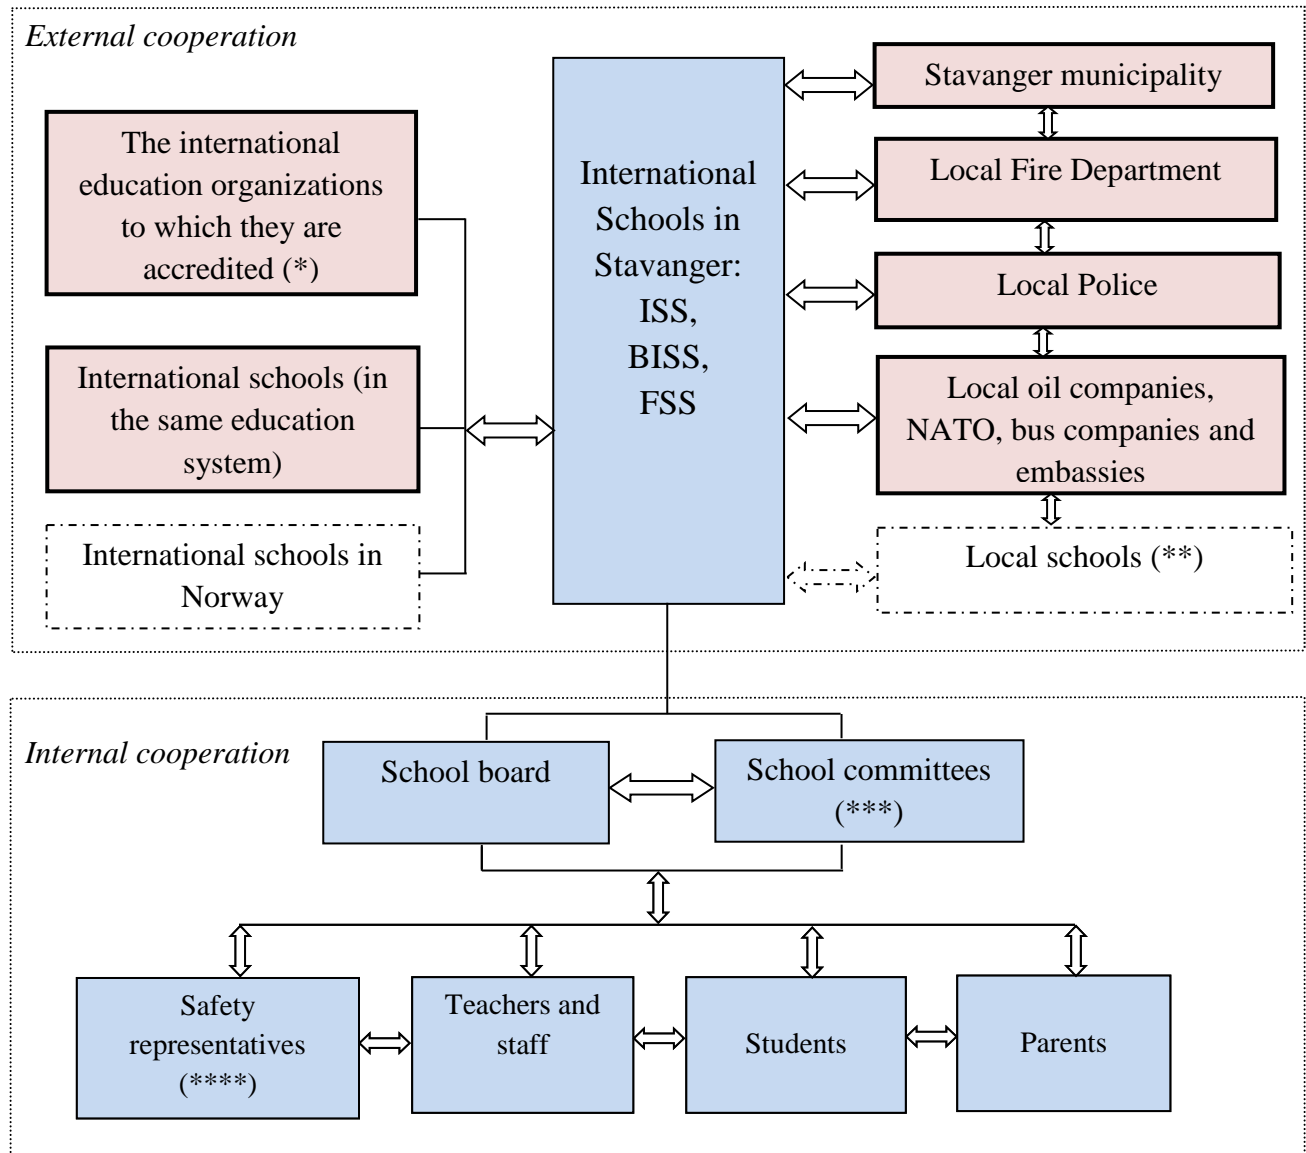 External cooperation
The international
education organizations
to which they are
accredited (*)
International schools (in
the same education
system)
International schools in
Norway
International
Schools in
Stavanger:
ISS,
BISS,
FSS
Stavanger municipality
Local Fire Department
Local Police
Local oil companies,
NATO, bus companies and
embassies
Local schools (**)
Internal cooperation
School board
School committees
(***)
Safety
representatives
(****)
Teachers and
staff
Students
Parents